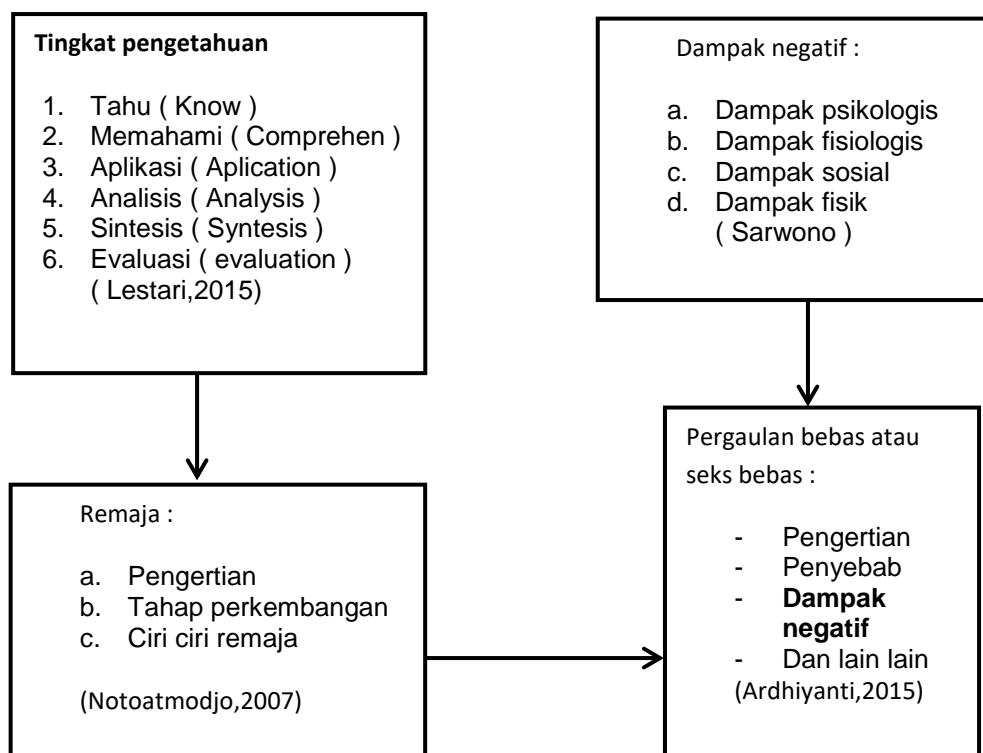 Tingkat pengetahuan
1. Tahu ( Know )
2. Memahami ( Comprehen )
3. Aplikasi ( Aplication )
4. Analisis ( Analysis )
5. Sintesis ( Syntesis )
6. Evaluasi ( evaluation )
( Lestari,2015)
Dampak negatif :
a. Dampak psikologis
b. Dampak fisiologis
c. Dampak sosial
d. Dampak fisik
( Sarwono )
Remaja :
a. Pengertian
b. Tahap perkembangan
c. Ciri ciri remaja
(Notoatmodjo,2007)
Pergaulan bebas atau
seks bebas :
- Pengertian
- Penyebab
- Dampak
negatif
- Dan lain lain
(Ardhiyanti,2015)